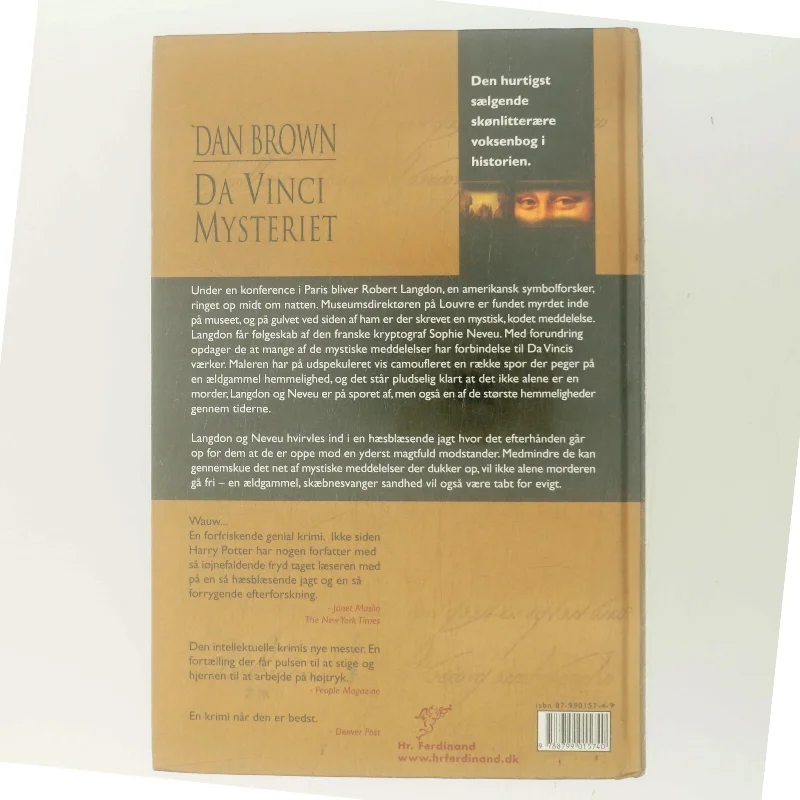 Den hurtigst
sælgende
skønlitterære
voksenbog i
historien.
DAN BROWN
DA VINCI
MYSTERIET
Under en konference i Paris bliver Robert Langdon, en amerikansk symbolforsker,
ringet op midt om natten. Museumsdirektøren på Louvre er fundet myrdet inde
på museet, og på gulvet ved siden af ham er der skrevet en mystisk, kodet meddelelse.
Langdon får følgeskab af den franske kryptograf Sophie Neveu. Med forundring
opdager de at mange af de mystiske meddelelser har forbindelse til Da Vincis
værker. Maleren har på udspekuleret vis camoufleret en række spor der peger på
en ældgammel hemmelighed, og det står pludselig klart at det ikke alene er en
morder, Langdon og Neveu er på sporet af, men også en af de største hemmeligheder
gennem tiderne.
Langdon og Neveu hvirvles ind i en hæsblæsende jagt hvor det efterhånden går
op for dem at de er oppe mod en yderst magtfuld modstander. Medmindre de kan
gennemskue det net af mystiske meddelelser der dukker op, vil ikke alene morderen
gå fri – en ældgammel, skæbnesvanger sandhed vil også være tabt for evigt.
Wauw...
En forfriskende genial krimi. Ikke siden
Harry Potter har nogen forfatter med
så iøjnefaldende fryd taget læseren med
på en så hæsblæsende jagt og en så
forrygende efterforskning.
- Janet Maslin
The New York Times
Den intellektuelle krimis nye mester. En
fortælling der får pulsen til at stige og
hjernen til at arbejde på højtryk.
- People Magazine
En krimi når den er bedst.
- Denver Post
Hr. Ferdinand
www.hrferdinand.dk
isbn 87-990157-4-9
9 788799 015740